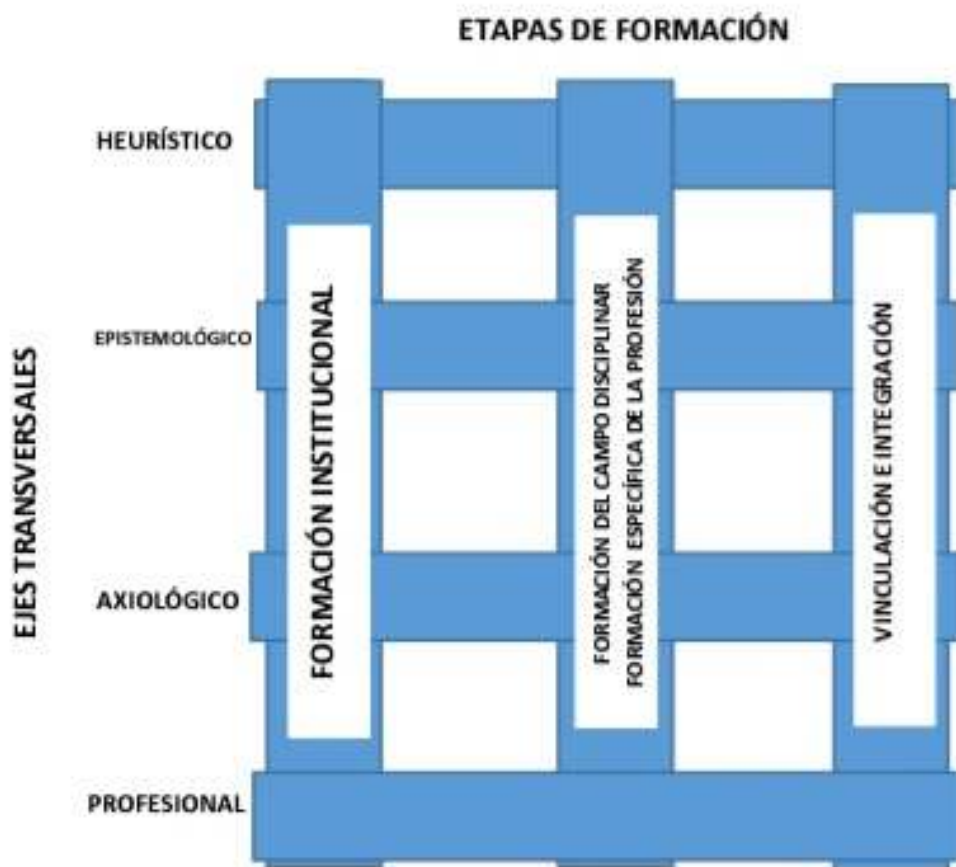 ETAPAS DE FORMACIÓN
HEURÍSTICO
EPISTEMOLÓGICO
AXIOLÓGICO
PROFESIONAL
EJES TRANSVERSALES
FORMACIÓN INSTITUCIONAL
FORMACIÓN DEL CAMPO DISCIPLINAR
FORMACIÓN ESPECÍFICA DE LA PROFESIÓN
VINCULACIÓN E INTEGRACIÓN